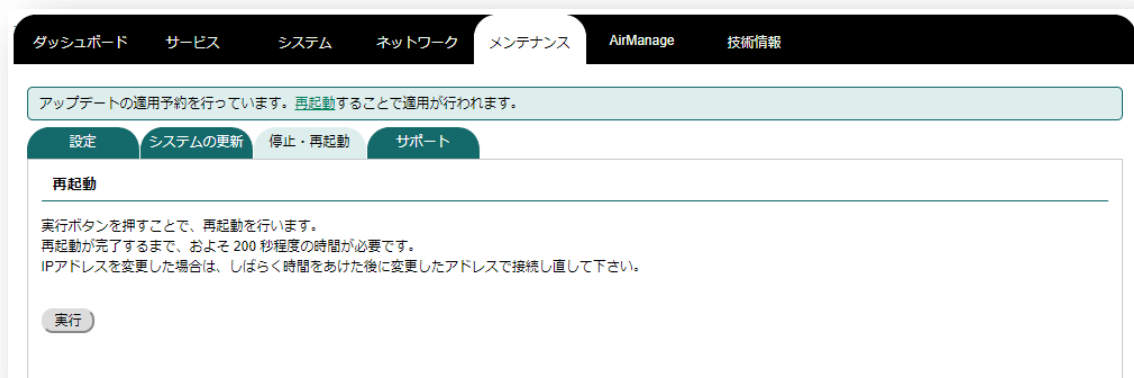 ダッシュボード サービス システム ネットワーク メンテナンス AirManage 技術情報
アップデートの適用予約を行っています。再起動することで適用が行われます。
設定 システムの更新 停止・再起動 サポート
再起動
実行ボタンを押すことで、再起動を行います。
再起動が完了するまで、およそ 200 秒程度の時間が必要です。
IPアドレスを変更した場合は、しばらく時間をあけた後に変更したアドレスで接続し直して下さい。
実行